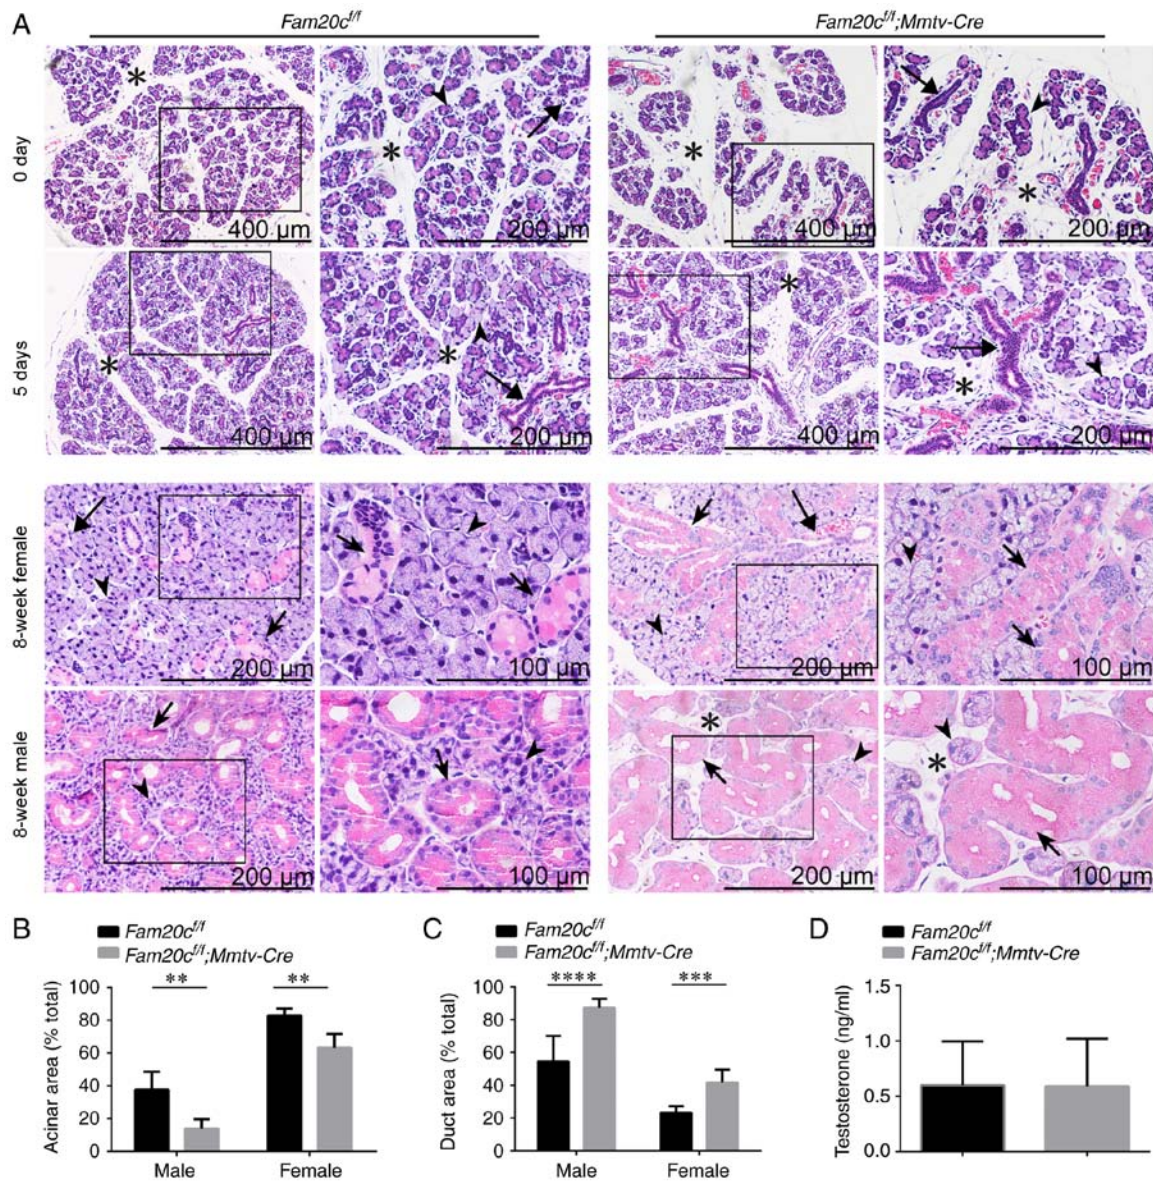 A
Fam20c^f/f
Fam20c^f/f;Mmtv-Cre
0 day
400 µm
200 µm
400 µm
200 µm
5 days
400 µm
200 µm
400 µm
200 µm
8-week female
200 µm
100 µm
200 µm
100 µm
8-week male
200 µm
100 µm
200 µm
100 µm
B
Fam20c^f/f
Fam20c^f/f;Mmtv-Cre
Acinar area (% total)
100
80
60
40
20
0
**
**
Male
Female
C
Fam20c^f/f
Fam20c^f/f;Mmtv-Cre
Duct area (% total)
100
80
60
40
20
0
****
***
Male
Female
D
Fam20c^f/f
Fam20c^f/f;Mmtv-Cre
Testosterone (ng/ml)
1.5
1.0
0.5
0.0